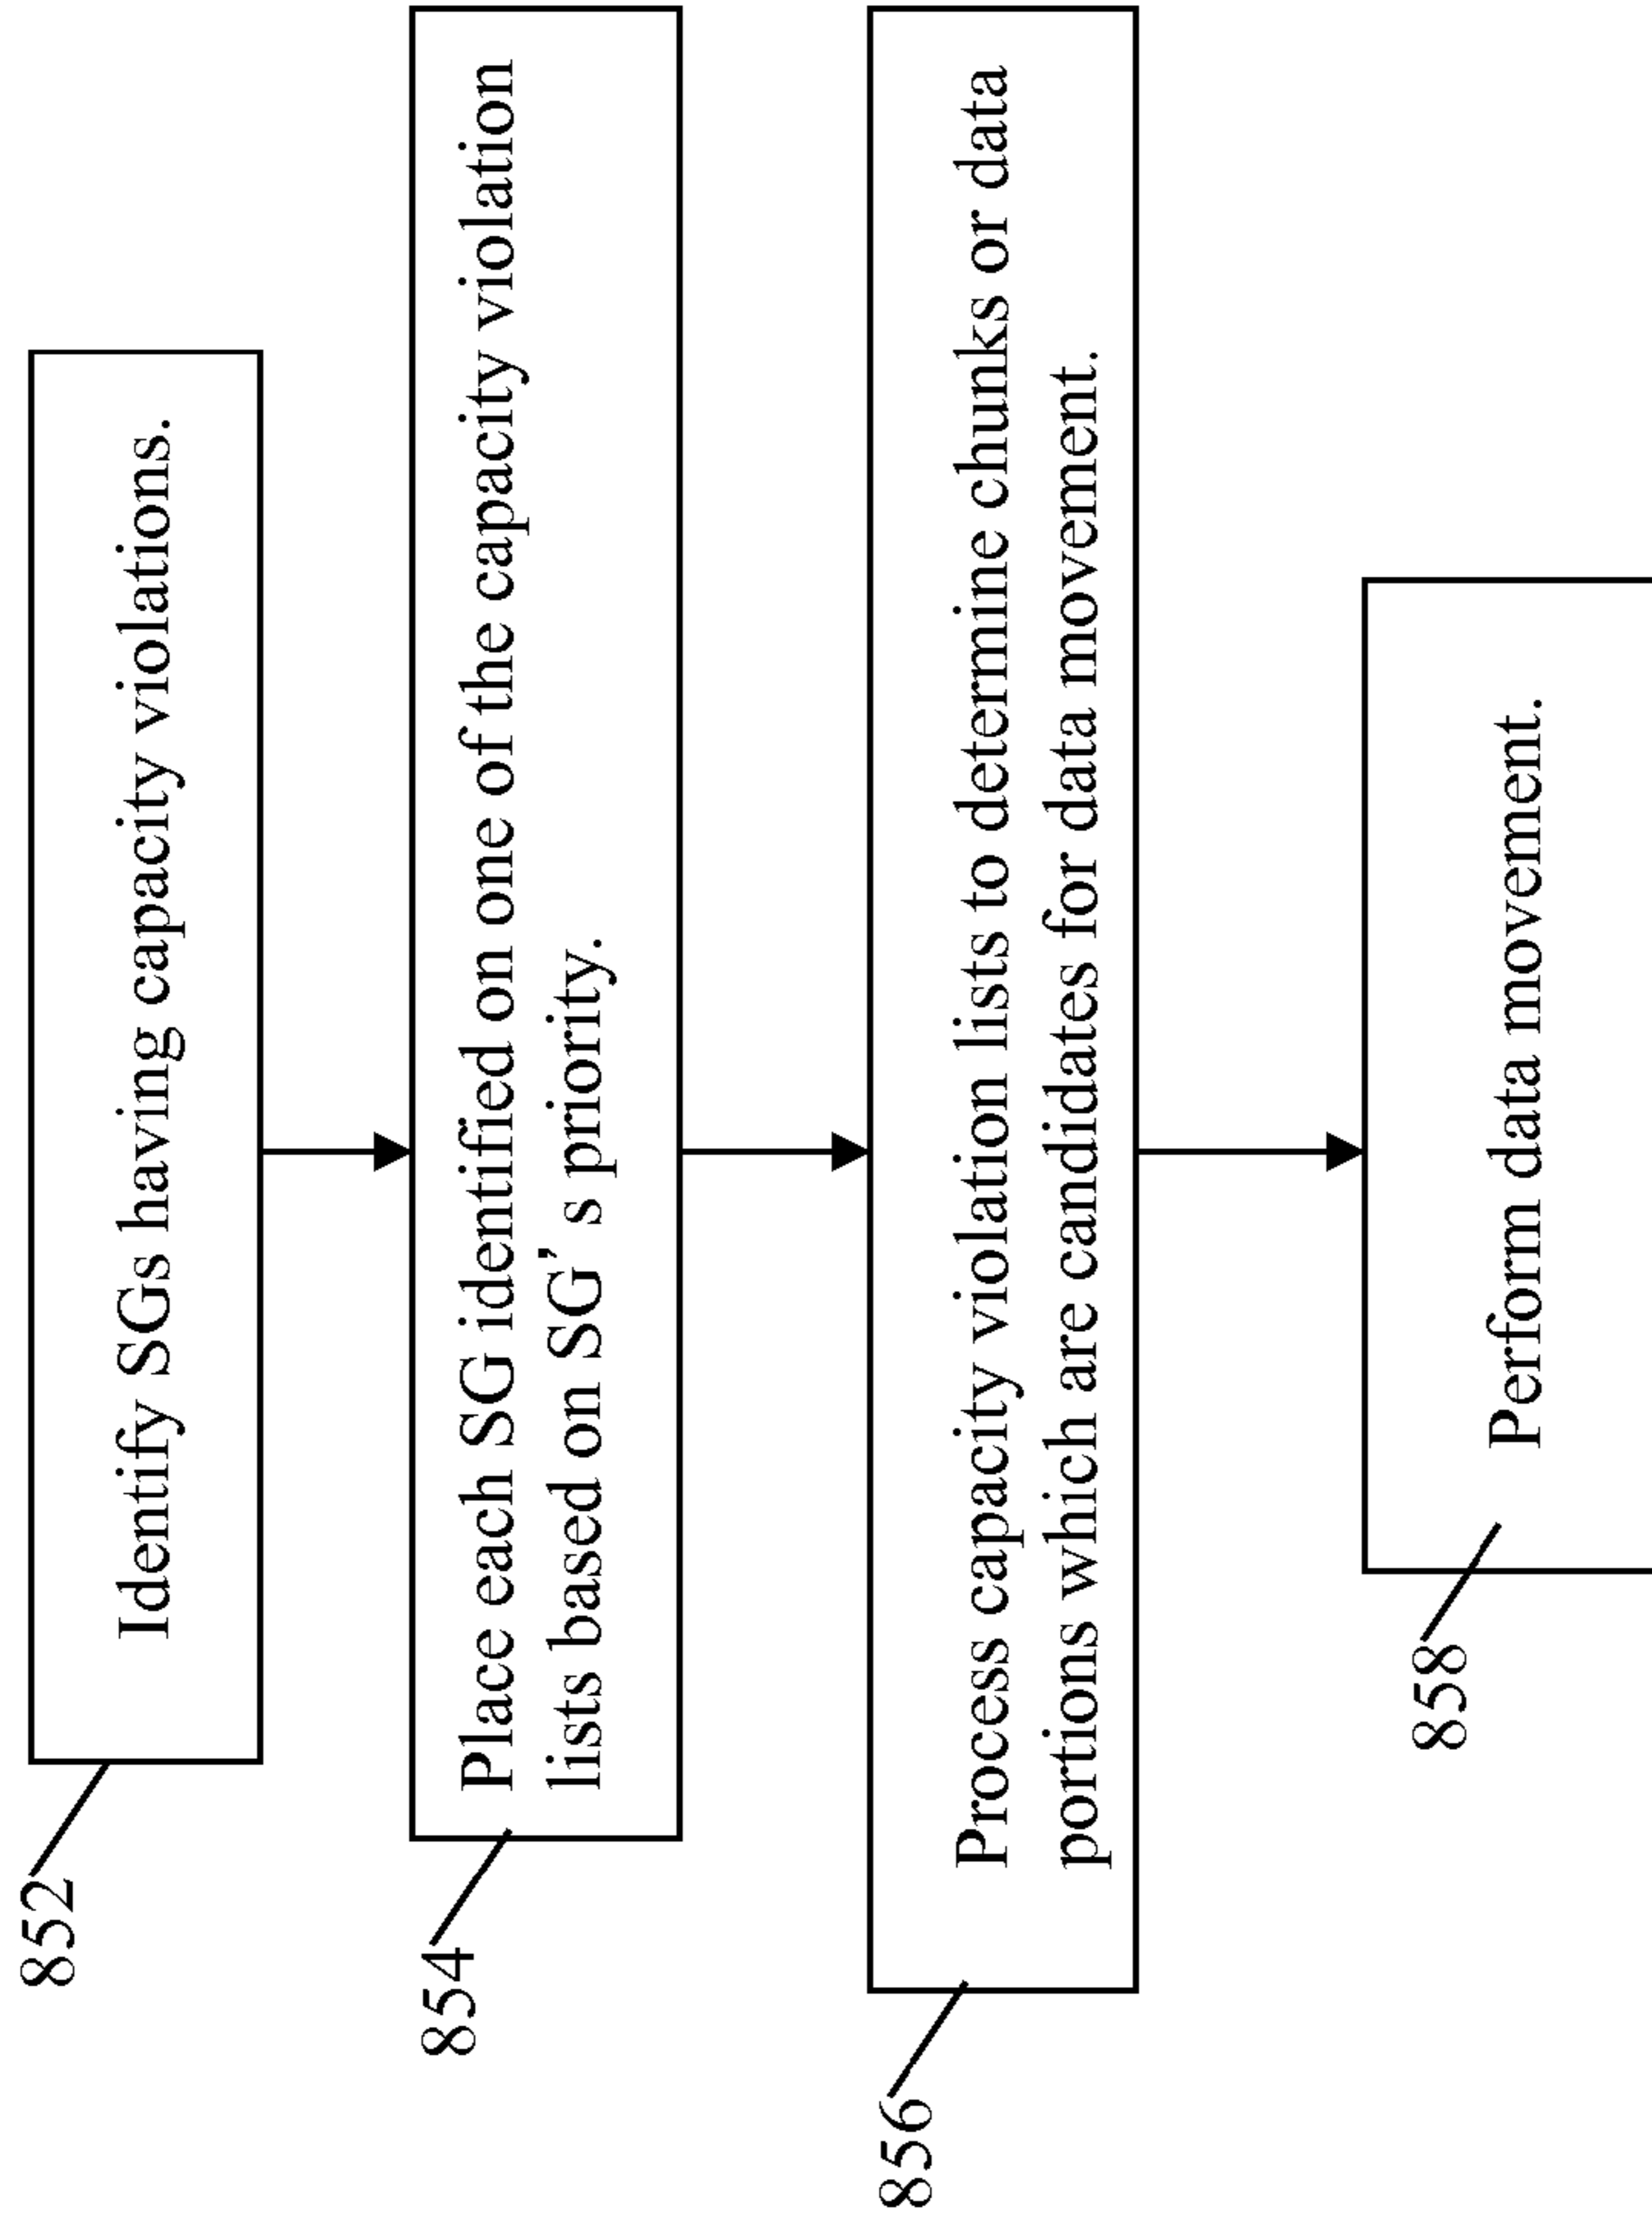 852
Identify SGs having capacity violations.
854
Place each SG identified on one of the capacity violation
lists based on SG's priority.
856
Process capacity violation lists to determine chunks or data
portions which are candidates for data movement.
858
Perform data movement.